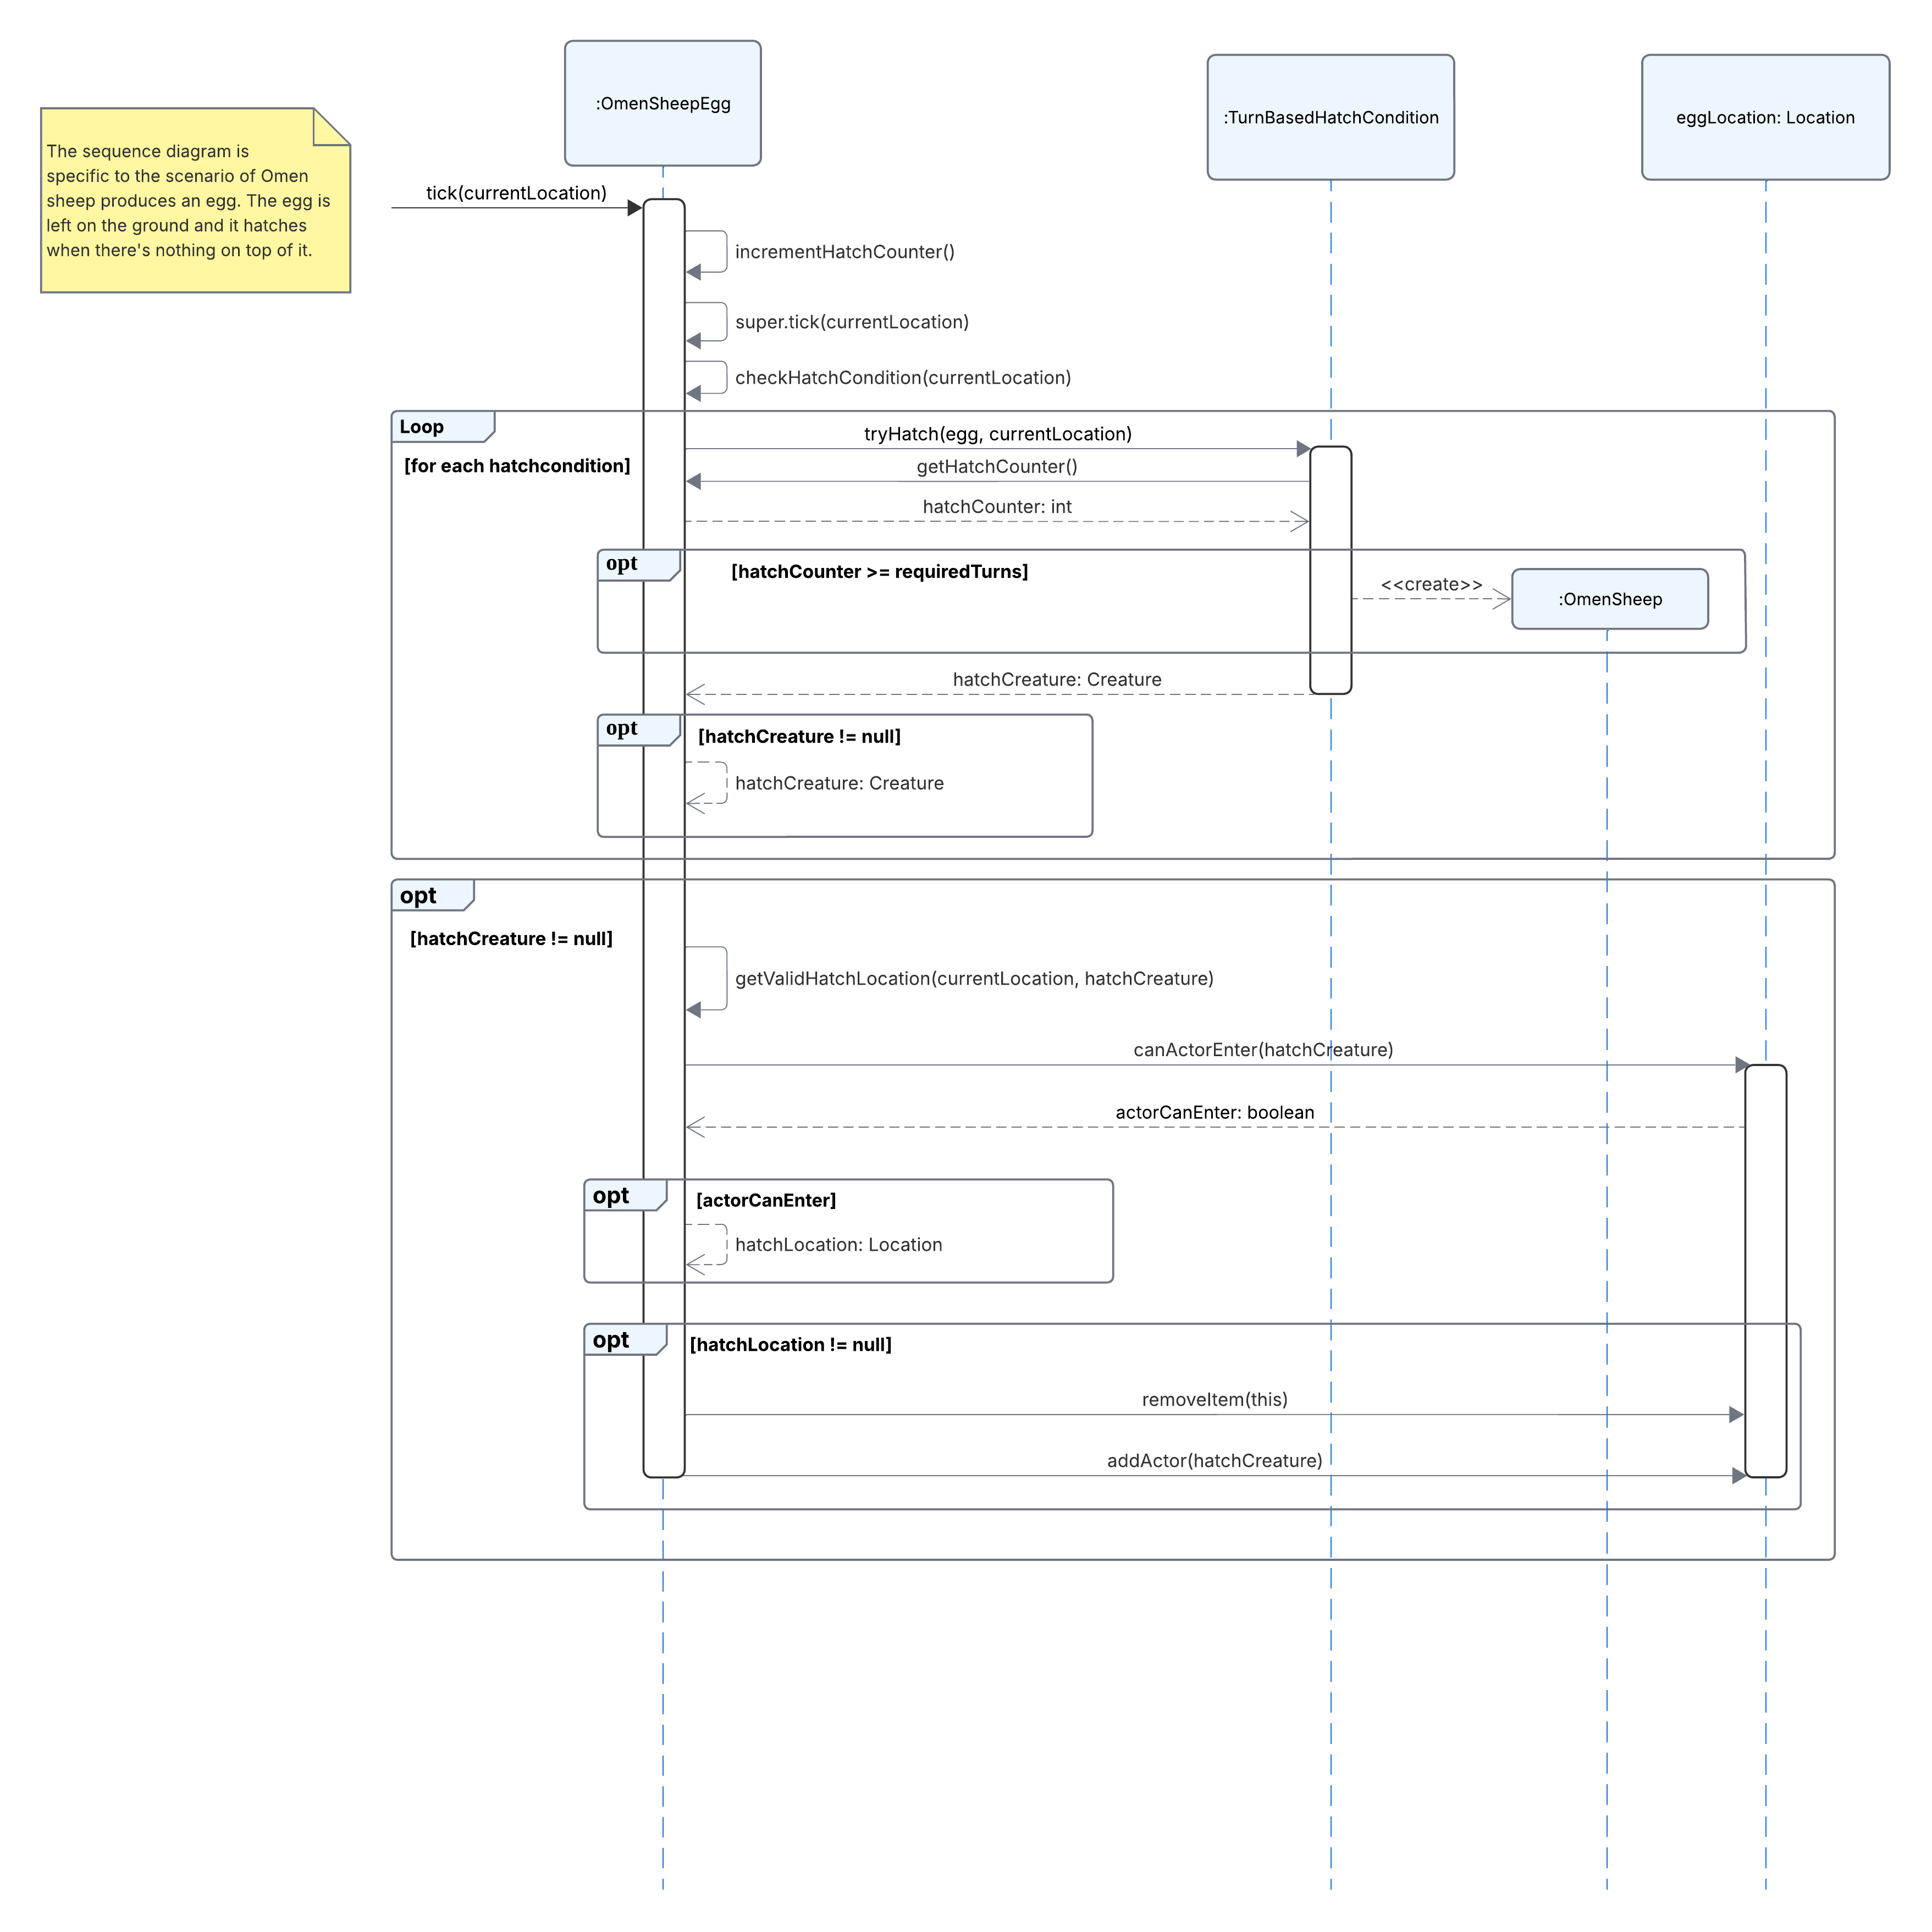 :OmenSheepEgg
:TurnBasedHatchCondition
eggLocation: Location
The sequence diagram is
specific to the scenario of Omen
sheep produces an egg. The egg is
left on the ground and it hatches
when there's nothing on top of it.
tick(currentLocation)
incrementHatchCounter()
super.tick(currentLocation)
checkHatchCondition(currentLocation)
Loop
[for each hatchcondition]
tryHatch(egg, currentLocation)
getHatchCounter()
hatchCounter: int
opt
[hatchCounter >= requiredTurns]
<<create>>
:OmenSheep
hatchCreature: Creature
opt
[hatchCreature != null]
hatchCreature: Creature
opt
[hatchCreature != null]
getValidHatchLocation(currentLocation, hatchCreature)
canActorEnter(hatchCreature)
actorCanEnter: boolean
opt
[actorCanEnter]
hatchLocation: Location
opt
[hatchLocation != null]
removeItem(this)
addActor(hatchCreature)